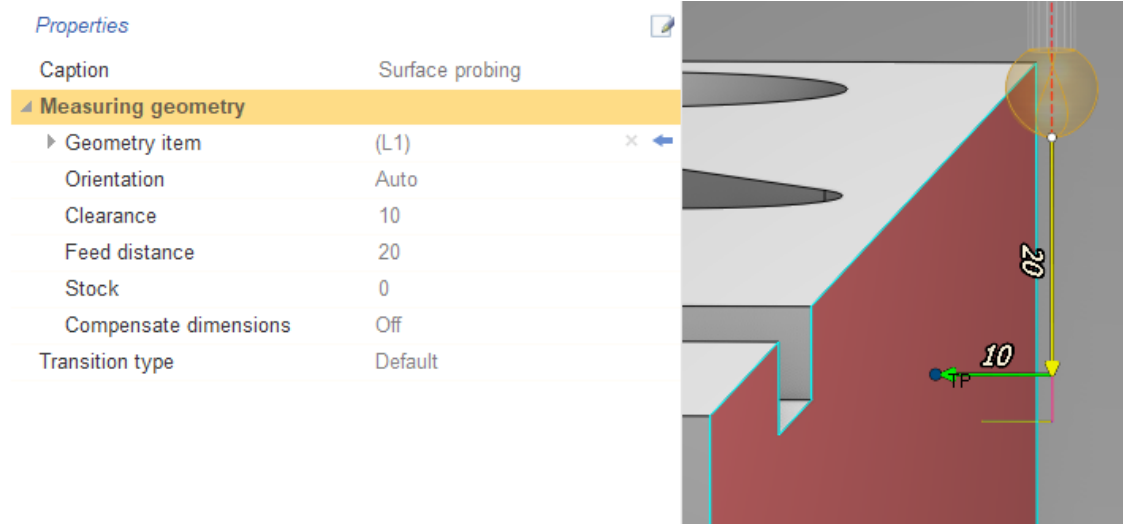 Properties
Caption Surface probing
Measuring geometry
Geometry item (L1)
Orientation Auto
Clearance 10
Feed distance 20
Stock 0
Compensate dimensions Off
Transition type Default
20
10
TP